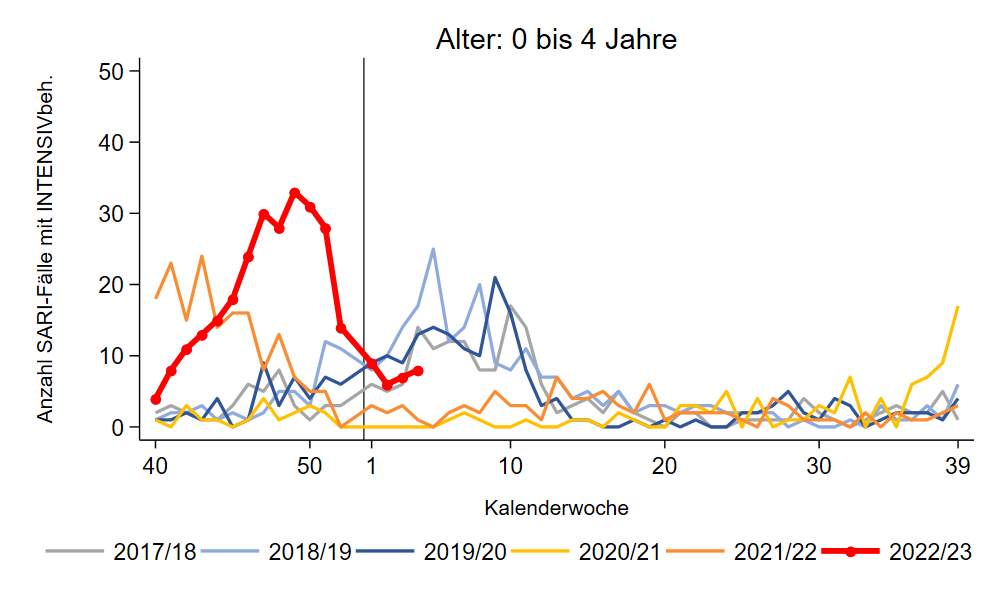 Alter: 0 bis 4 Jahre
Anzahl SARI-Fälle mit INTENSIVbeh.
50
40
30
20
10
0
40 50 1 10 20 30 39
Kalenderwoche
2017/18 2018/19 2019/20 2020/21 2021/22 2022/23